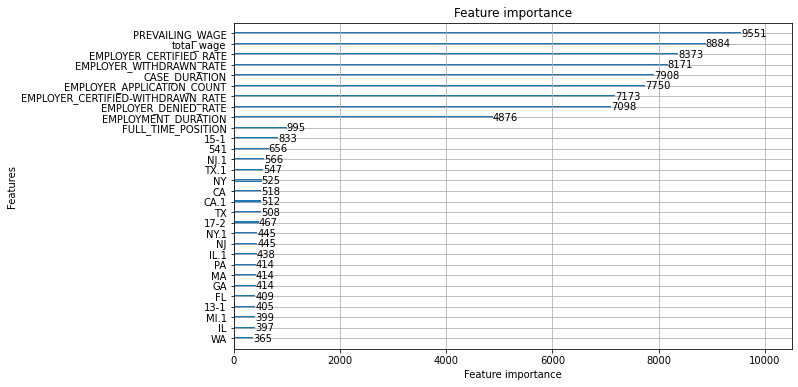 Feature importance
PREVAILING_WAGE 9551
total_wage 8884
EMPLOYER_CERTIFIED_RATE 8373
EMPLOYER_WITHDRAWN_RATE 8171
CASE_DURATION 7908
EMPLOYER_APPLICATION_COUNT 7750
EMPLOYER_CERTIFIED-WITHDRAWN_RATE 7173
EMPLOYER_DENIED_RATE 7098
EMPLOYMENT_DURATION 4876
FULL_TIME_POSITION 995
15-1 833
541 656
NJ.1 566
TX.1 547
NY 525
CA 518
CA.1 512
TX 508
17-2 467
NY.1 445
NJ 445
IL.1 438
PA 414
MA 414
GA 414
FL 409
13-1 405
MI.1 399
IL 397
WA 365
Features
0 2000 4000 6000 8000 10000
Feature importance